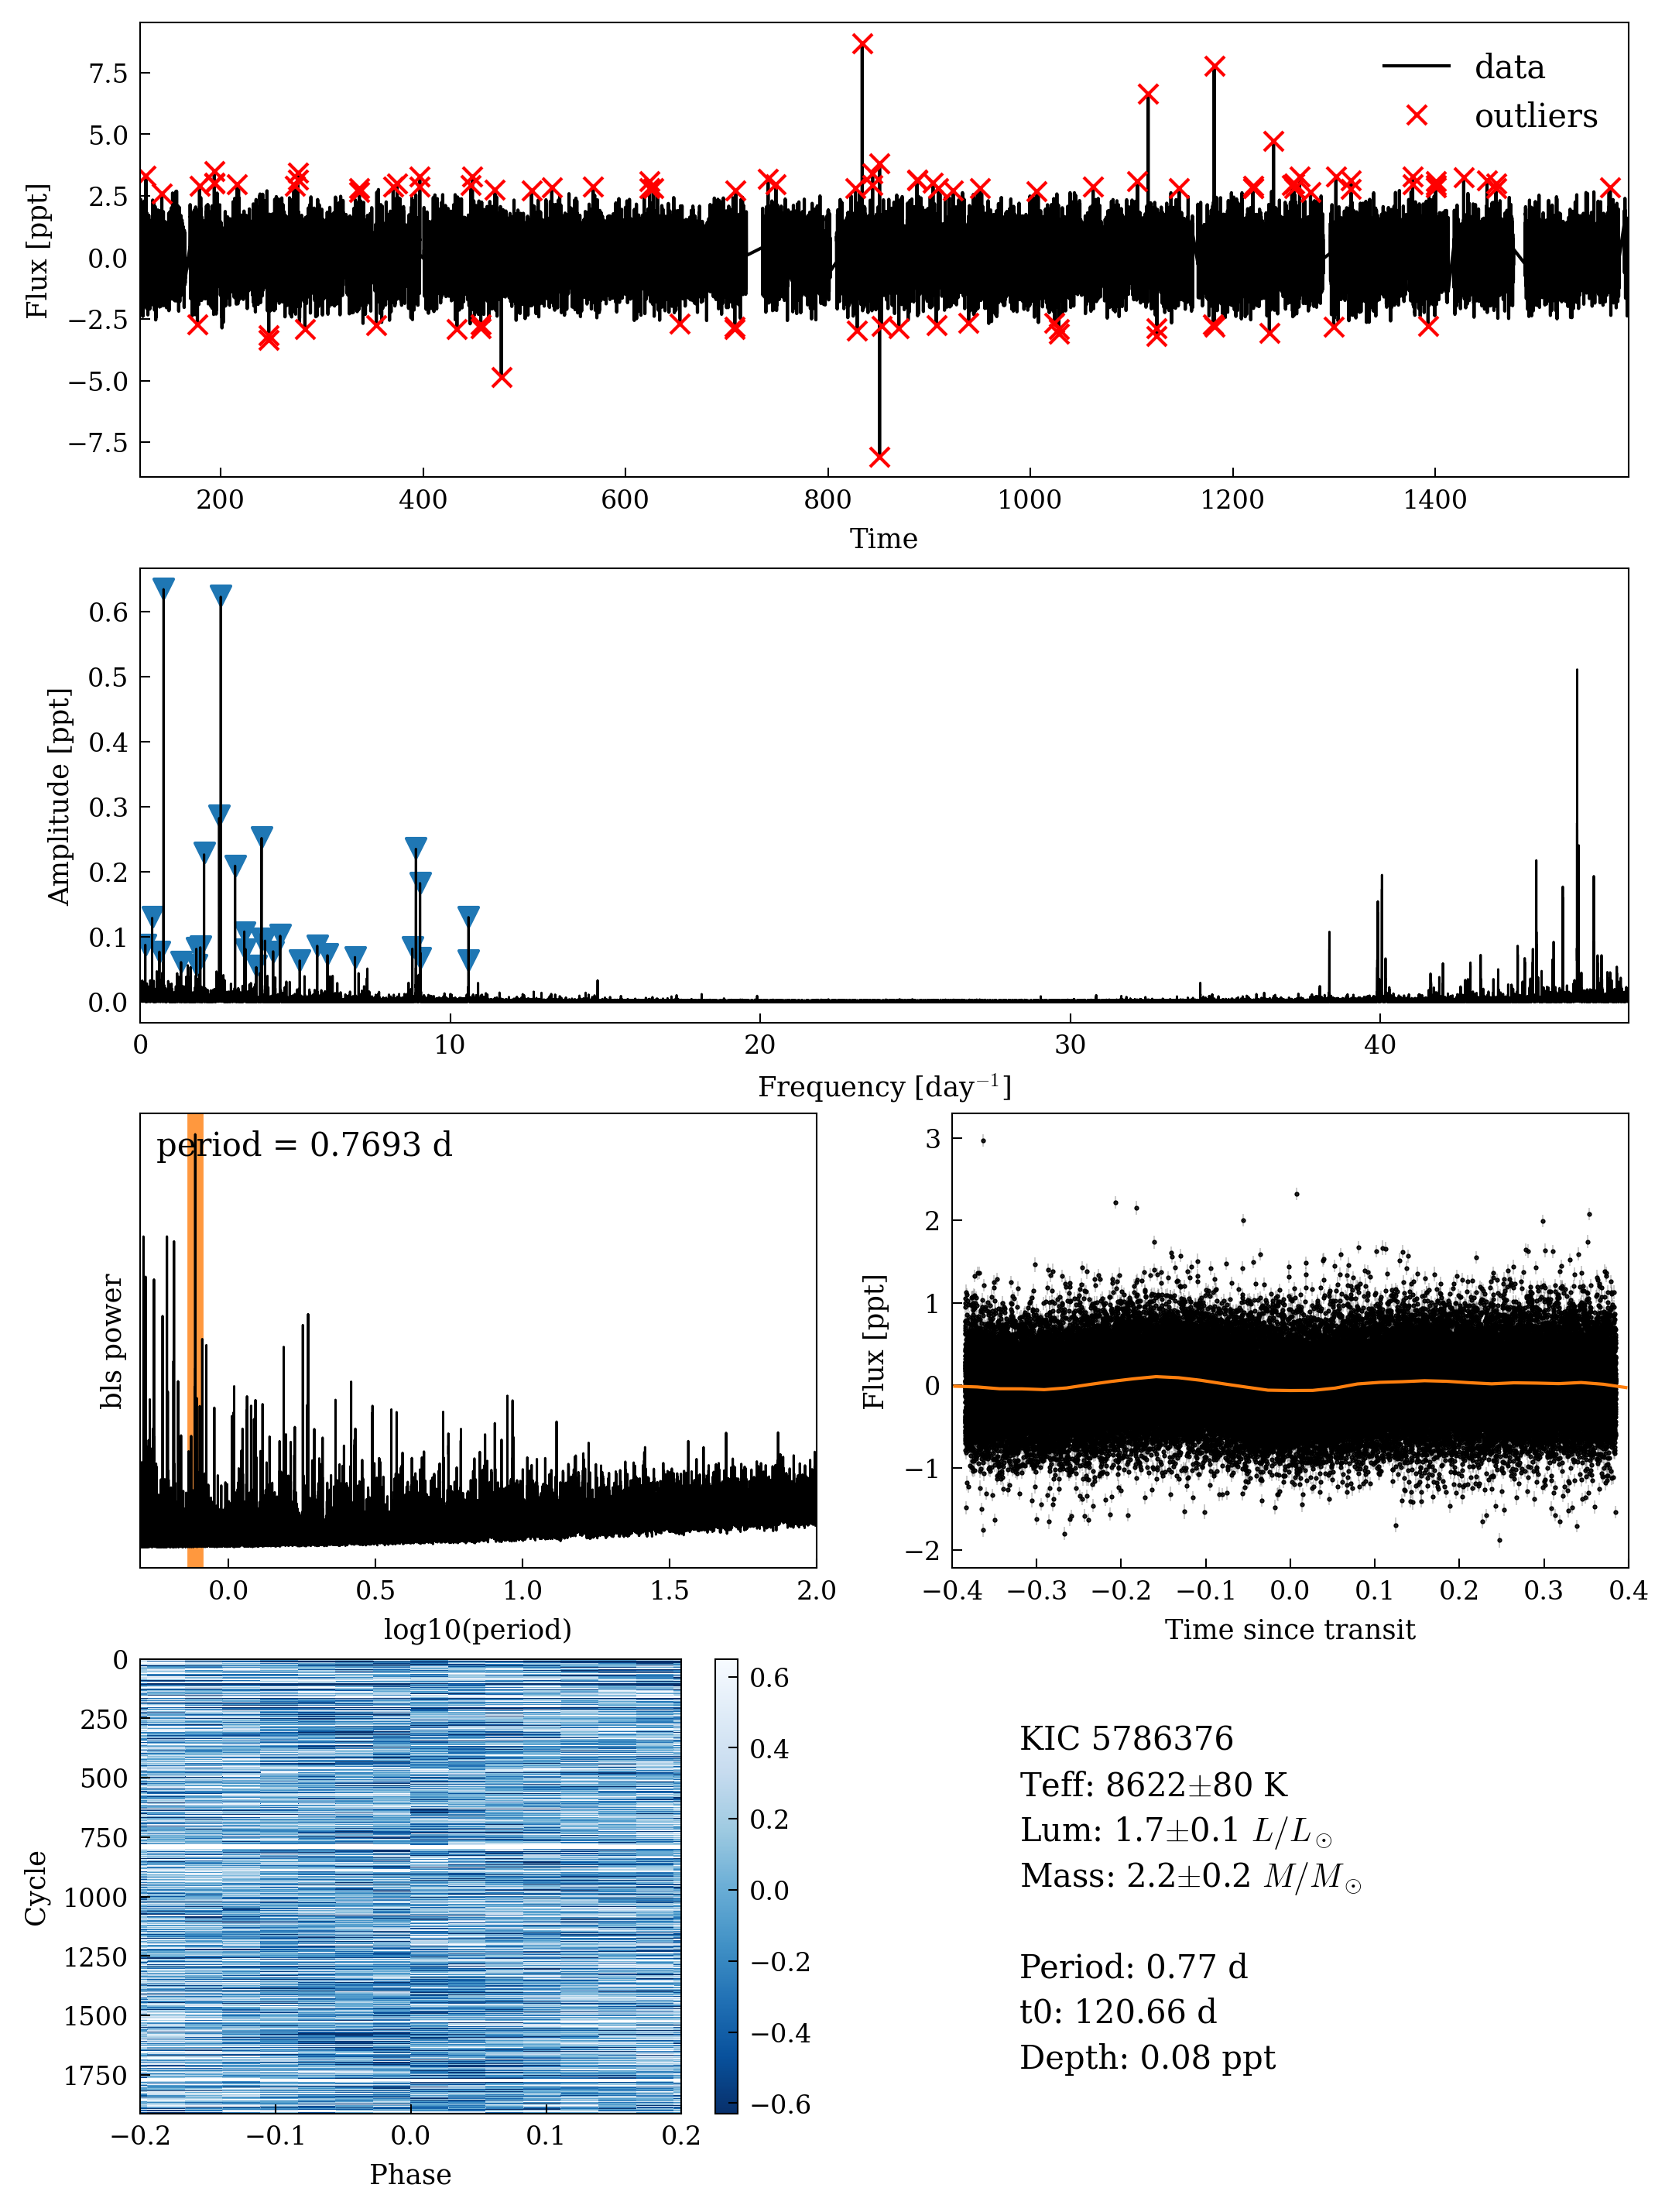 7.5
5.0
2.5
0.0
−2.5
−5.0
−7.5
Flux [ppt]
data
outliers
200 400 600 800 1000 1200 1400
Time
0.6
0.5
0.4
0.3
0.2
0.1
0.0
Amplitude [ppt]
0 10 20 30 40
Frequency [day⁻¹]
period = 0.7693 d
bls power
0.0 0.5 1.0 1.5 2.0
log10(period)
3
2
1
0
−1
−2
Flux [ppt]
−0.4 −0.3 −0.2 −0.1 0.0 0.1 0.2 0.3 0.4
Time since transit
0
250
500
750
1000
1250
1500
1750
Cycle
−0.2 −0.1 0.0 0.1 0.2
Phase
0.6
0.4
0.2
0.0
−0.2
−0.4
−0.6
KIC 5786376
Teff: 8622±80 K
Lum: 1.7±0.1 L/L⊙
Mass: 2.2±0.2 M/M⊙
Period: 0.77 d
t0: 120.66 d
Depth: 0.08 ppt